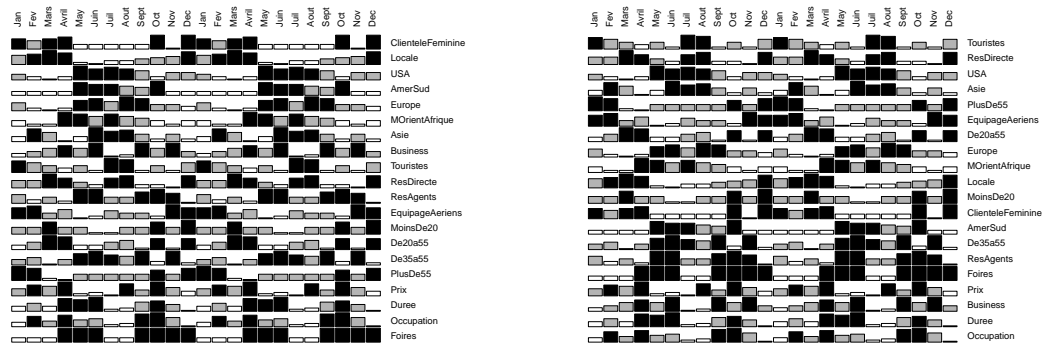 Jan Fev Mars Avril May Juin Juil Aout Sept Oct Nov Dec Jan Fev Mars Avril May Juin Juil Aout Sept Oct Nov Dec
ClienteleFeminine
Locale
USA
AmerSud
Europe
MOrientAfrique
Asie
Business
Touristes
ResDirecte
ResAgents
EquipageAeriens
MoinsDe20
De20a55
De35a55
PlusDe55
Prix
Duree
Occupation
Foires
Jan Fev Mars Avril May Juin Juil Aout Sept Oct Nov Dec Jan Fev Mars Avril May Juin Juil Aout Sept Oct Nov Dec
Touristes
ResDirecte
USA
Asie
PlusDe55
EquipageAeriens
De20a55
Europe
MOrientAfrique
Locale
MoinsDe20
ClienteleFeminine
AmerSud
De35a55
ResAgents
Foires
Prix
Business
Duree
Occupation